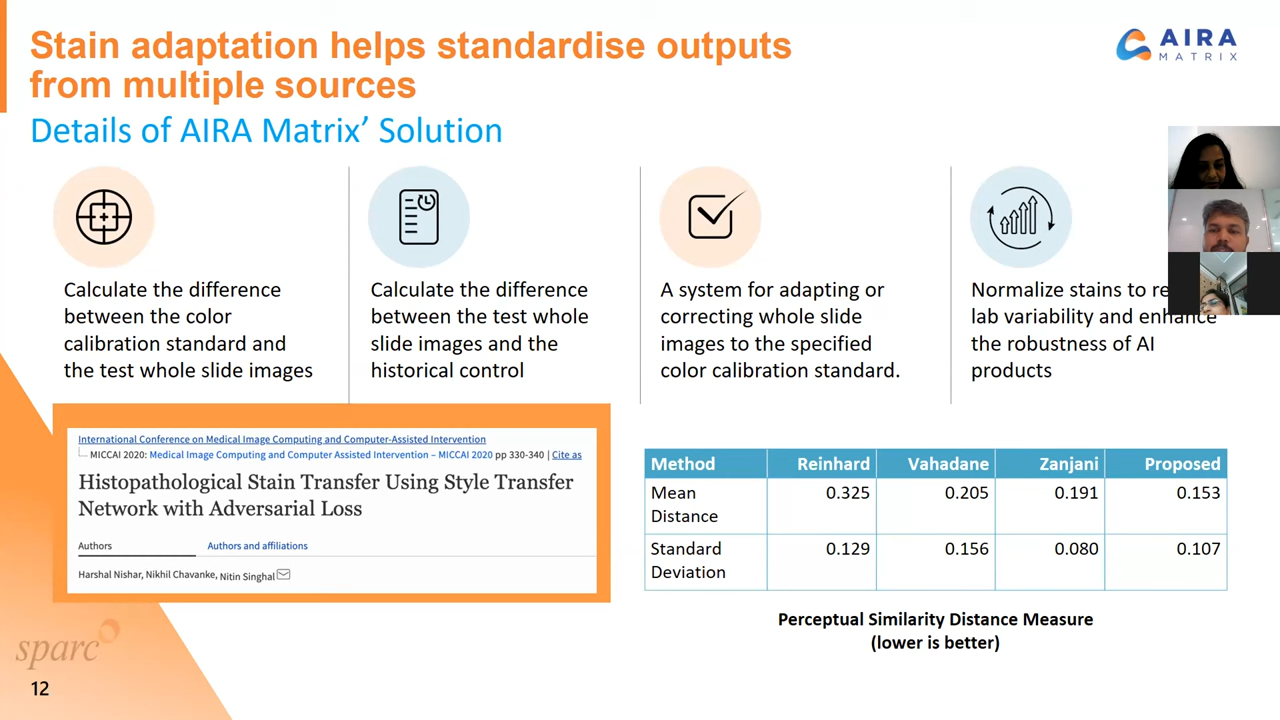 Stain adaptation helps standardise outputs
from multiple sources
AIRA
MATRIX
Details of AIRA Matrix’ Solution
Calculate the difference
between the color
calibration standard and
the test whole slide images
Calculate the difference
between the test whole
slide images and the
historical control
A system for adapting or
correcting whole slide
images to the specified
color calibration standard.
Normalize stains to
lab variability and enhance
the robustness of AI
products
International Conference on Medical Image Computing and Computer-Assisted Intervention
MICCAI 2020: Medical Image Computing and Computer Assisted Intervention – MICCAI 2020 pp 330-340 | Cite as
Histopathological Stain Transfer Using Style Transfer
Network with Adversarial Loss
Authors Authors and affiliations
Harshal Nishar, Nikhil Chavanke, Nitin Singhal
Method Reinhard Vahadane Zanjani Proposed
Mean
Distance 0.325 0.205 0.191 0.153
Standard
Deviation 0.129 0.156 0.080 0.107
Perceptual Similarity Distance Measure
(lower is better)
sparc
12